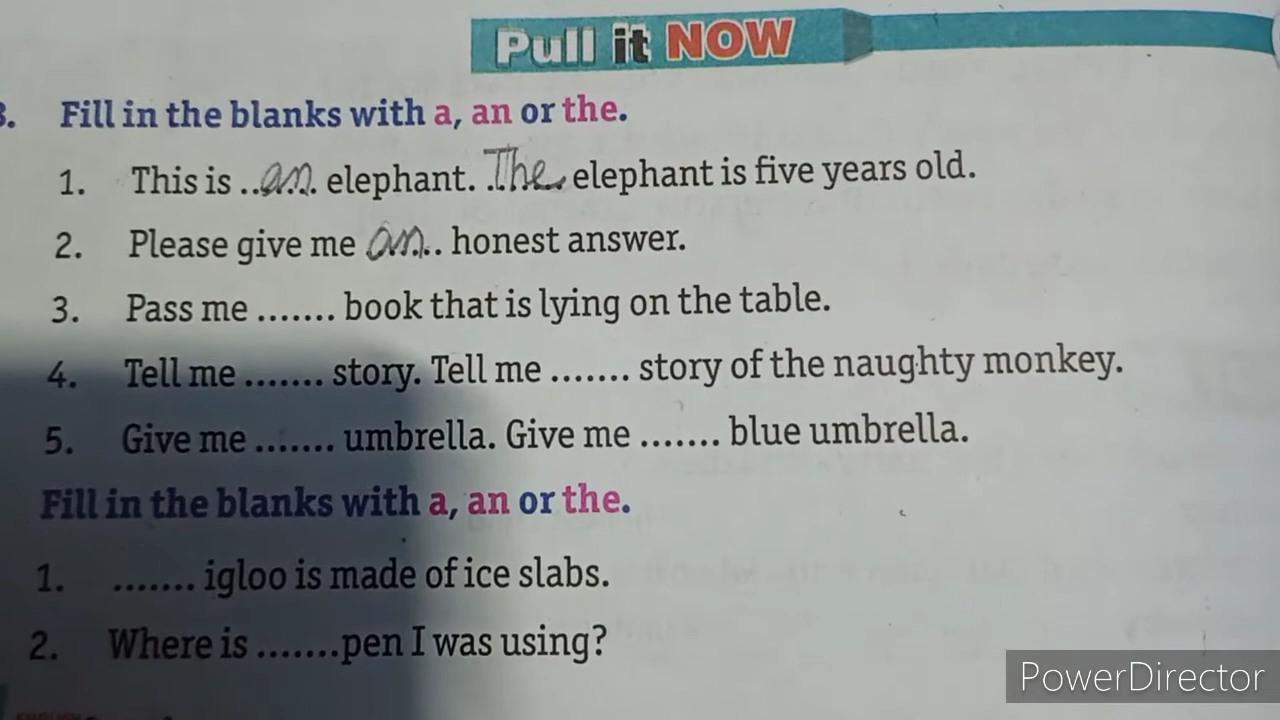 Pull it NOW
3. Fill in the blanks with a, an or the.
1. This is ..an.. elephant. .The. elephant is five years old.
2. Please give me an... honest answer.
3. Pass me ....... book that is lying on the table.
4. Tell me ....... story. Tell me ....... story of the naughty monkey.
5. Give me ....... umbrella. Give me ....... blue umbrella.
Fill in the blanks with a, an or the.
1. ....... igloo is made of ice slabs.
2. Where is .......pen I was using?
PowerDirector